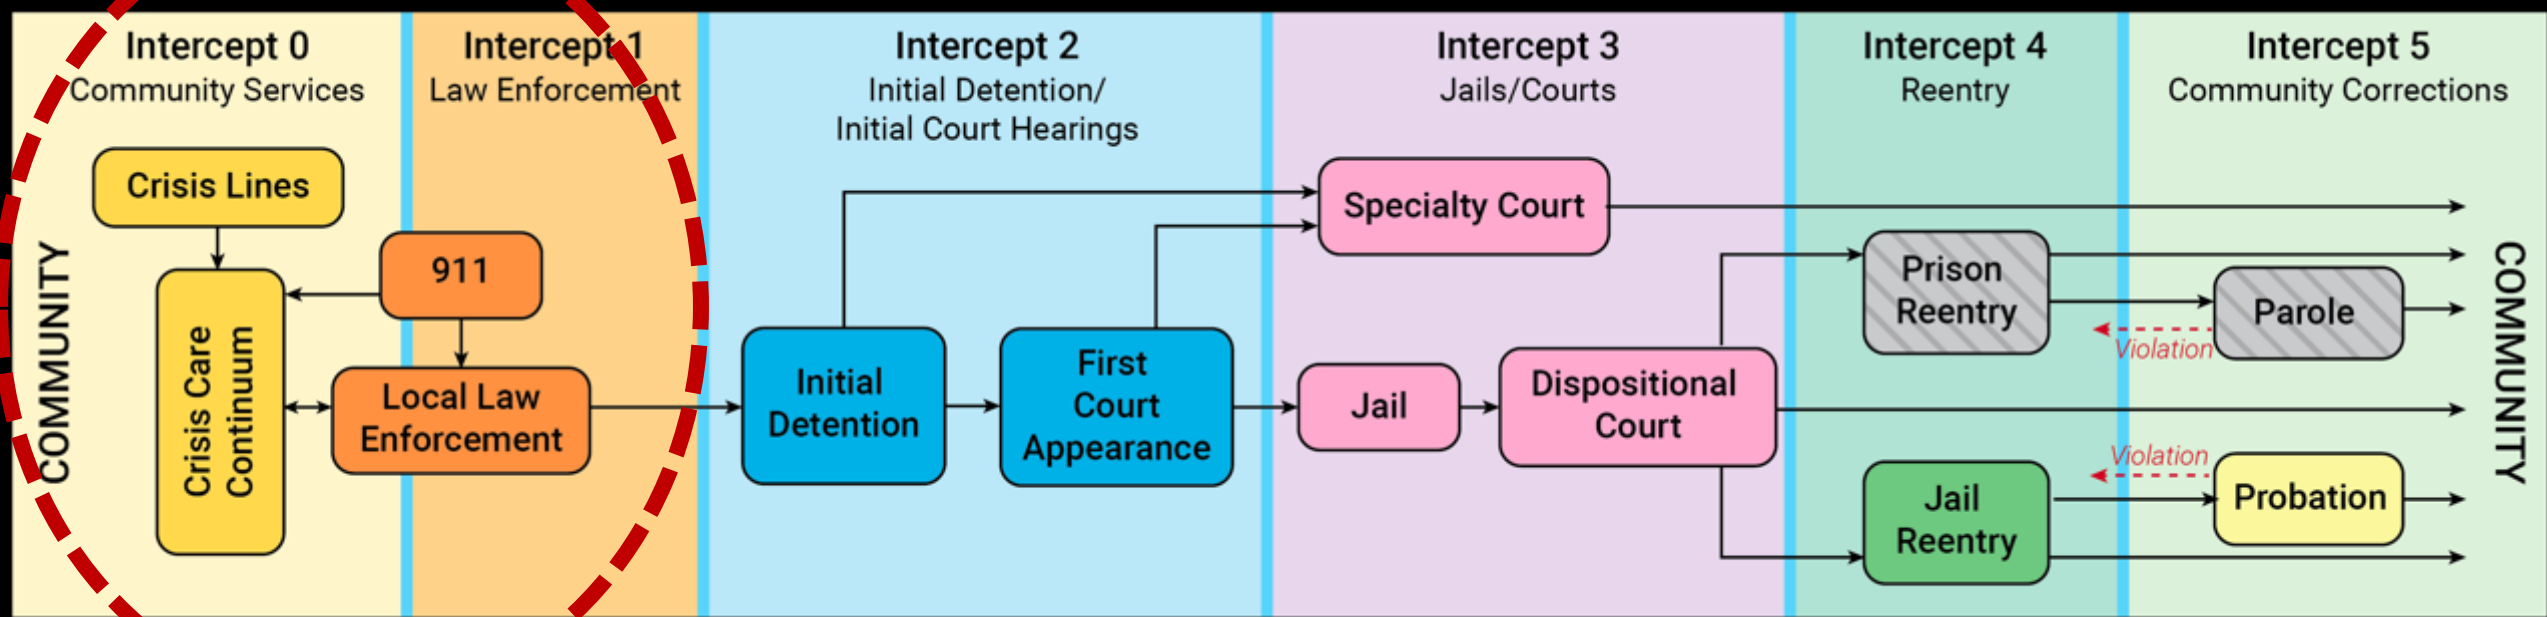 Intercept 0
Community Services
Intercept 1
Law Enforcement
Intercept 2
Initial Detention/
Initial Court Hearings
Intercept 3
Jails/Courts
Intercept 4
Reentry
Intercept 5
Community Corrections
COMMUNITY
Crisis Lines
Crisis Care
Continuum
911
Local Law
Enforcement
Initial
Detention
First
Court
Appearance
Specialty Court
Jail
Dispositional
Court
Prison
Reentry
Jail
Reentry
Parole
Violation
Violation
Probation
COMMUNITY